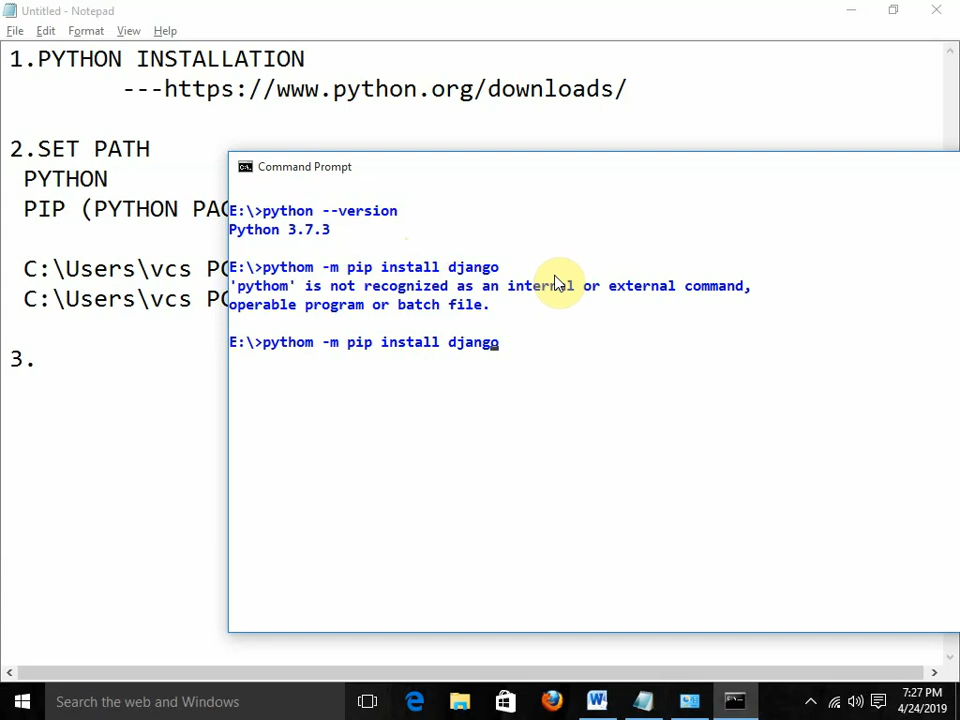 Untitled - Notepad
File Edit Format View Help
1.PYTHON INSTALLATION
---https://www.python.org/downloads/
2.SET PATH
PYTHON
PIP (PYTHON PAC
C:\Users\vcs PC
C:\Users\vcs PC
3.
Command Prompt
E:\>python --version
Python 3.7.3
E:\>pythom -m pip install django
'pythom' is not recognized as an internal or external command,
operable program or batch file.
E:\>pythom -m pip install django
Search the web and Windows
7:27 PM
4/24/2019